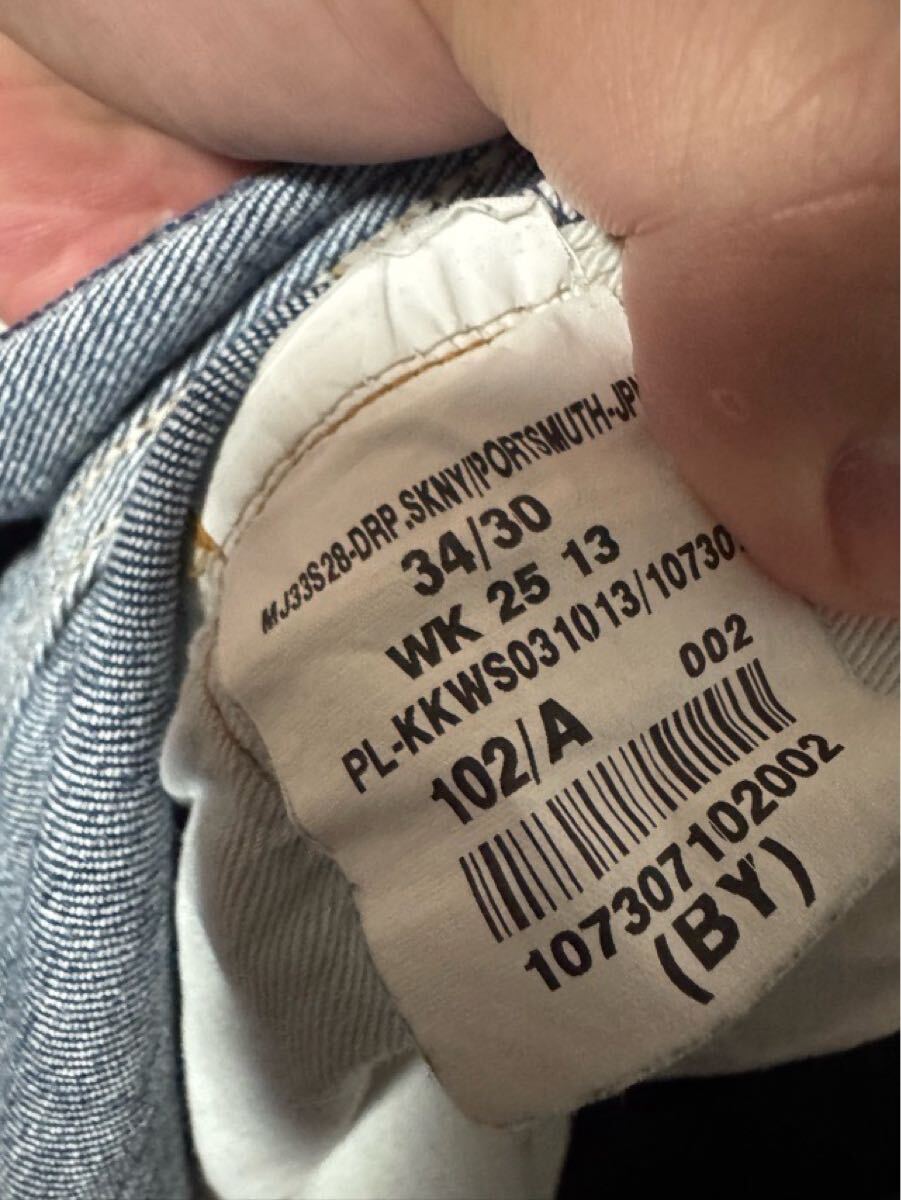 MJ33S28-DRP.SKNY/PORTSMUTH-JP
34/30
WK 25 13
PL-KKWS031013/10730
102/A 002
107307102002
(BY)